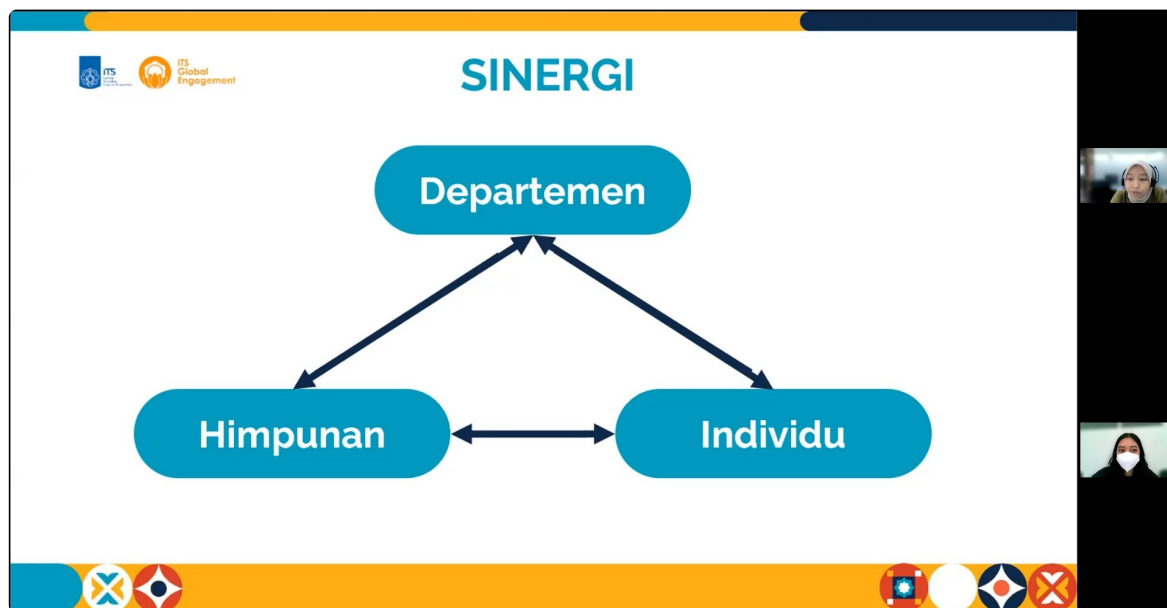 ITS
ITS
Global
Engagement
SINERGI
Departemen
Himpunan
Individu